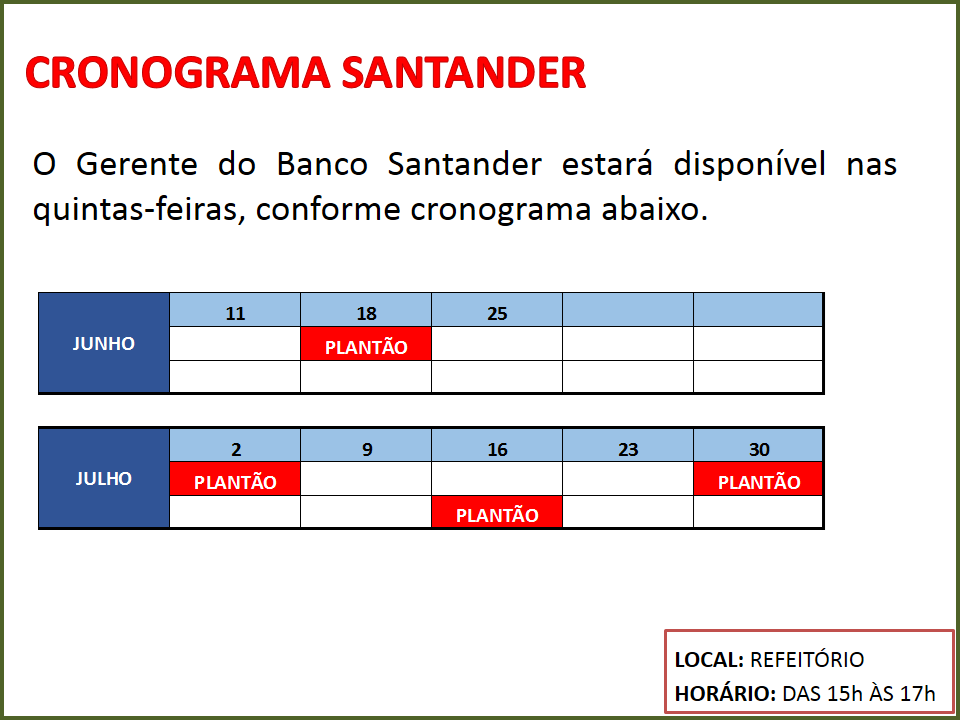 CRONOGRAMA SANTANDER
O Gerente do Banco Santander estará disponível nas
quintas-feiras, conforme cronograma abaixo.
JUNHO
11 18 25
PLANTÃO
JULHO
2 9 16 23 30
PLANTÃO PLANTÃO
PLANTÃO
LOCAL: REFEITÓRIO
HORÁRIO: DAS 15h ÀS 17h